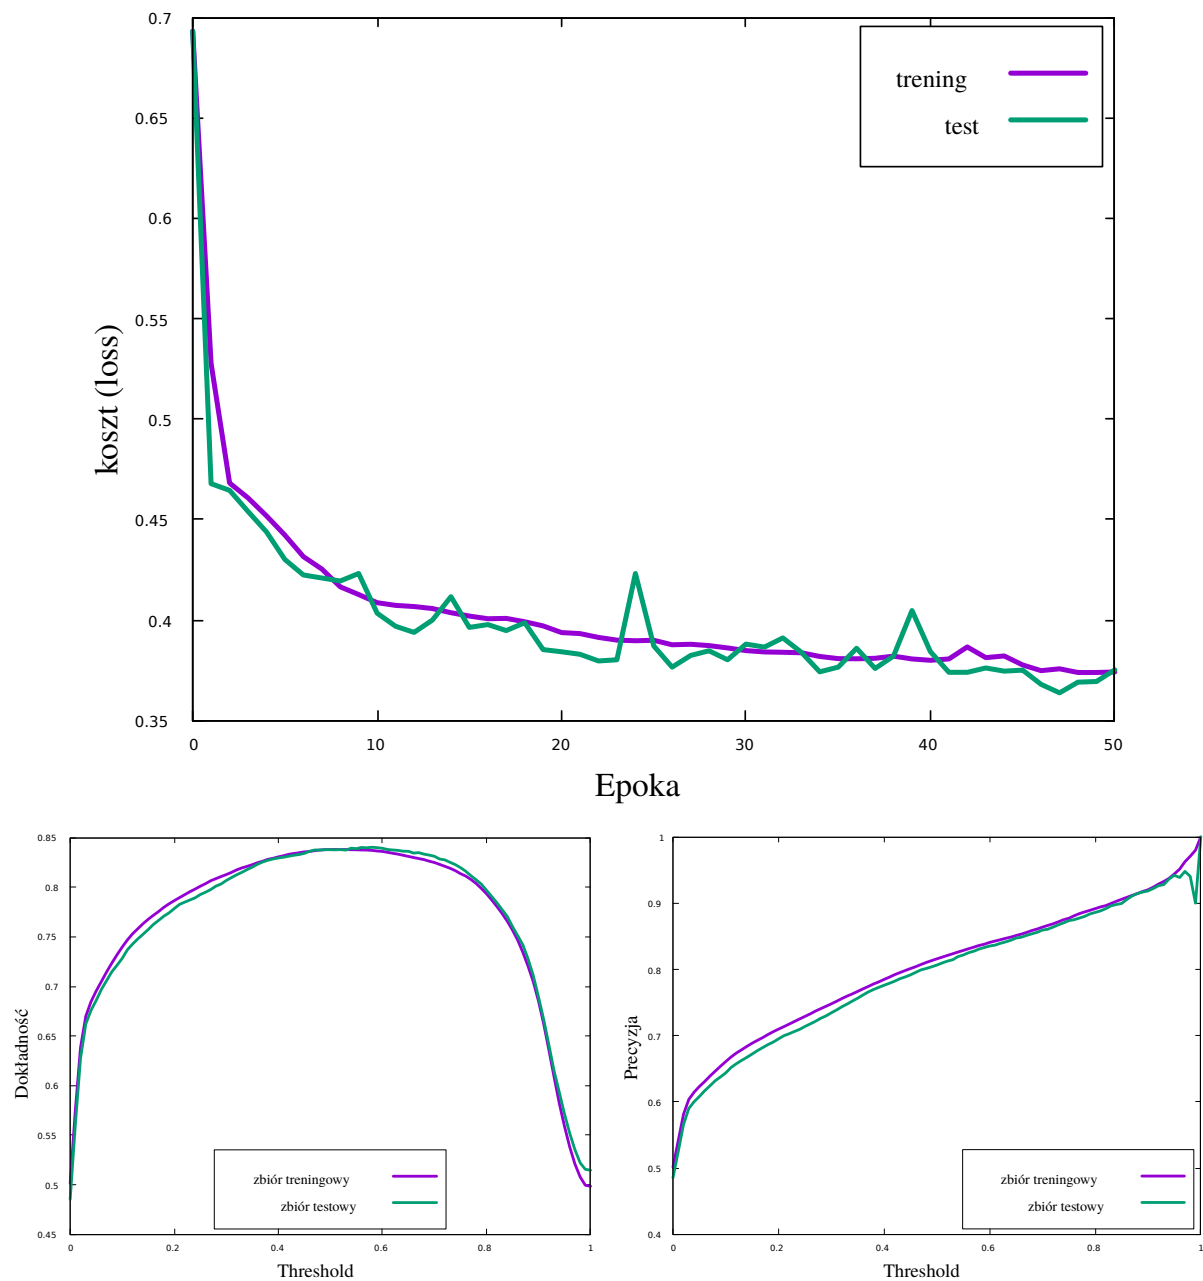 0.7
0.65
0.6
0.55
0.5
0.45
0.4
0.35
koszt (loss)
trening
test
0 10 20 30 40 50
Epoka
0.85
0.8
0.75
0.7
0.65
0.6
0.55
0.5
0.45
Dokładność
zbiór treningowy
zbiór testowy
0 0.2 0.4 0.6 0.8 1
Threshold
1
0.9
0.8
0.7
0.6
0.5
0.4
Precyzja
zbiór treningowy
zbiór testowy
0 0.2 0.4 0.6 0.8 1
Threshold